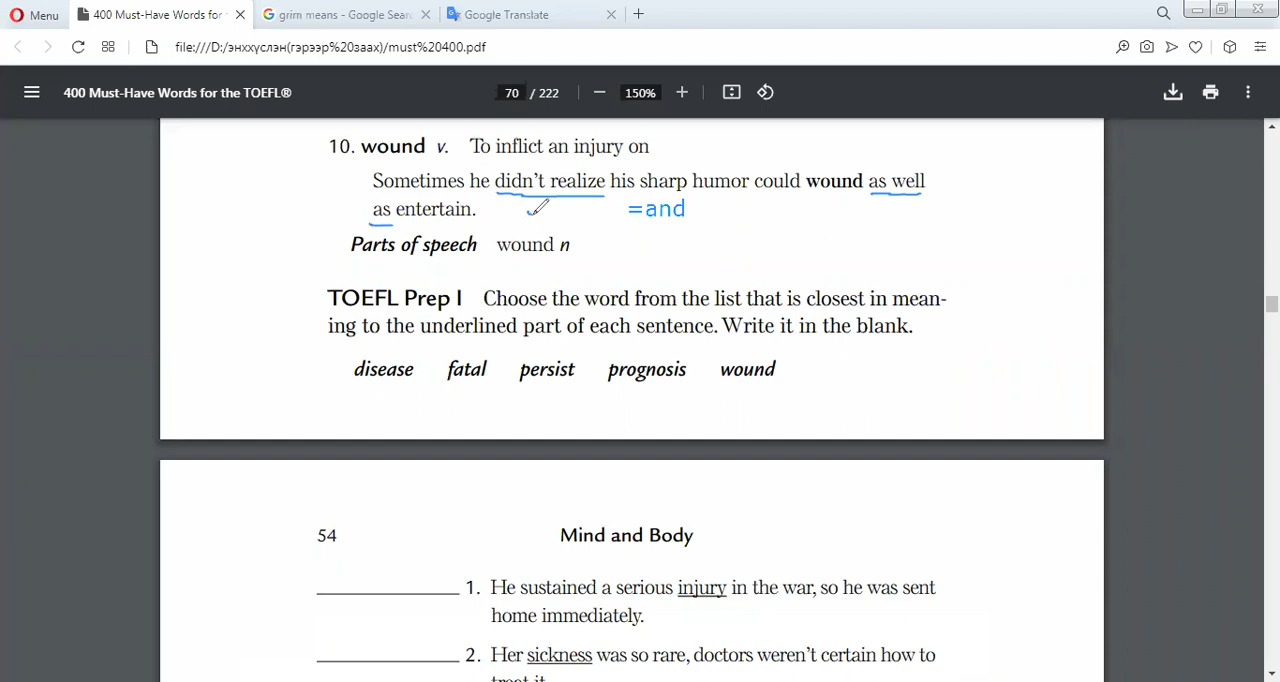 Menu
400 Must-Have Words for
grim means - Google Sear
Google Translate
file:///D:/энххүслэн(гэрээр%20заах)/must%20400.pdf
400 Must-Have Words for the TOEFL®
70 / 222
150%
10. wound v. To inflict an injury on
Sometimes he didn't realize his sharp humor could wound as well
as entertain.
=and
Parts of speech wound n
TOEFL Prep I Choose the word from the list that is closest in mean-
ing to the underlined part of each sentence. Write it in the blank.
disease fatal persist prognosis wound
54
Mind and Body
1. He sustained a serious injury in the war, so he was sent
home immediately.
2. Her sickness was so rare, doctors weren't certain how to
treat it.